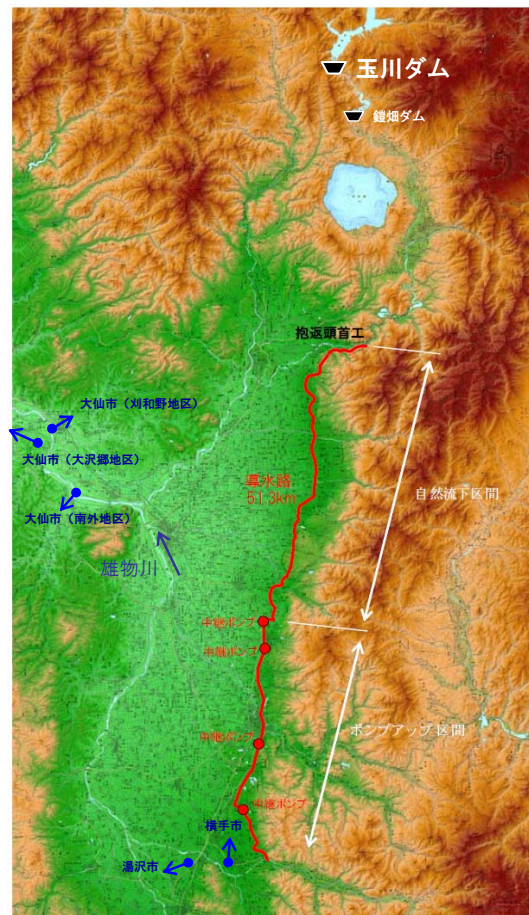 玉川ダム
鎧畑ダム
抱返頭首工
大仙市（刈和野地区）
大仙市（大沢郷地区）
大仙市（南外地区）
導水路
51.3km
自然流下区間
雄物川
中継ポンプ
中継ポンプ
中継ポンプ
ポンプアップ区間
中継ポンプ
横手市
湯沢市